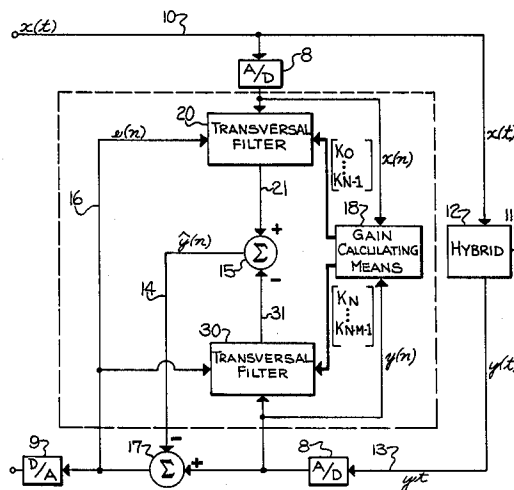 x(t)
10
A/D
8
20
e(n)
TRANSVERSAL
FILTER
[K0
⋮
KN-1]
x(n)
x(t)
16
21
18
12
11
ŷ(n)
+
Σ
15
−
GAIN
CALCULATING
MEANS
HYBRID
14
31
30
[KN
⋮
KN+M-1]
TRANSVERSAL
FILTER
y(n)
y(t)
9
D/A
17
−
Σ
+
8
A/D
13
y(t)